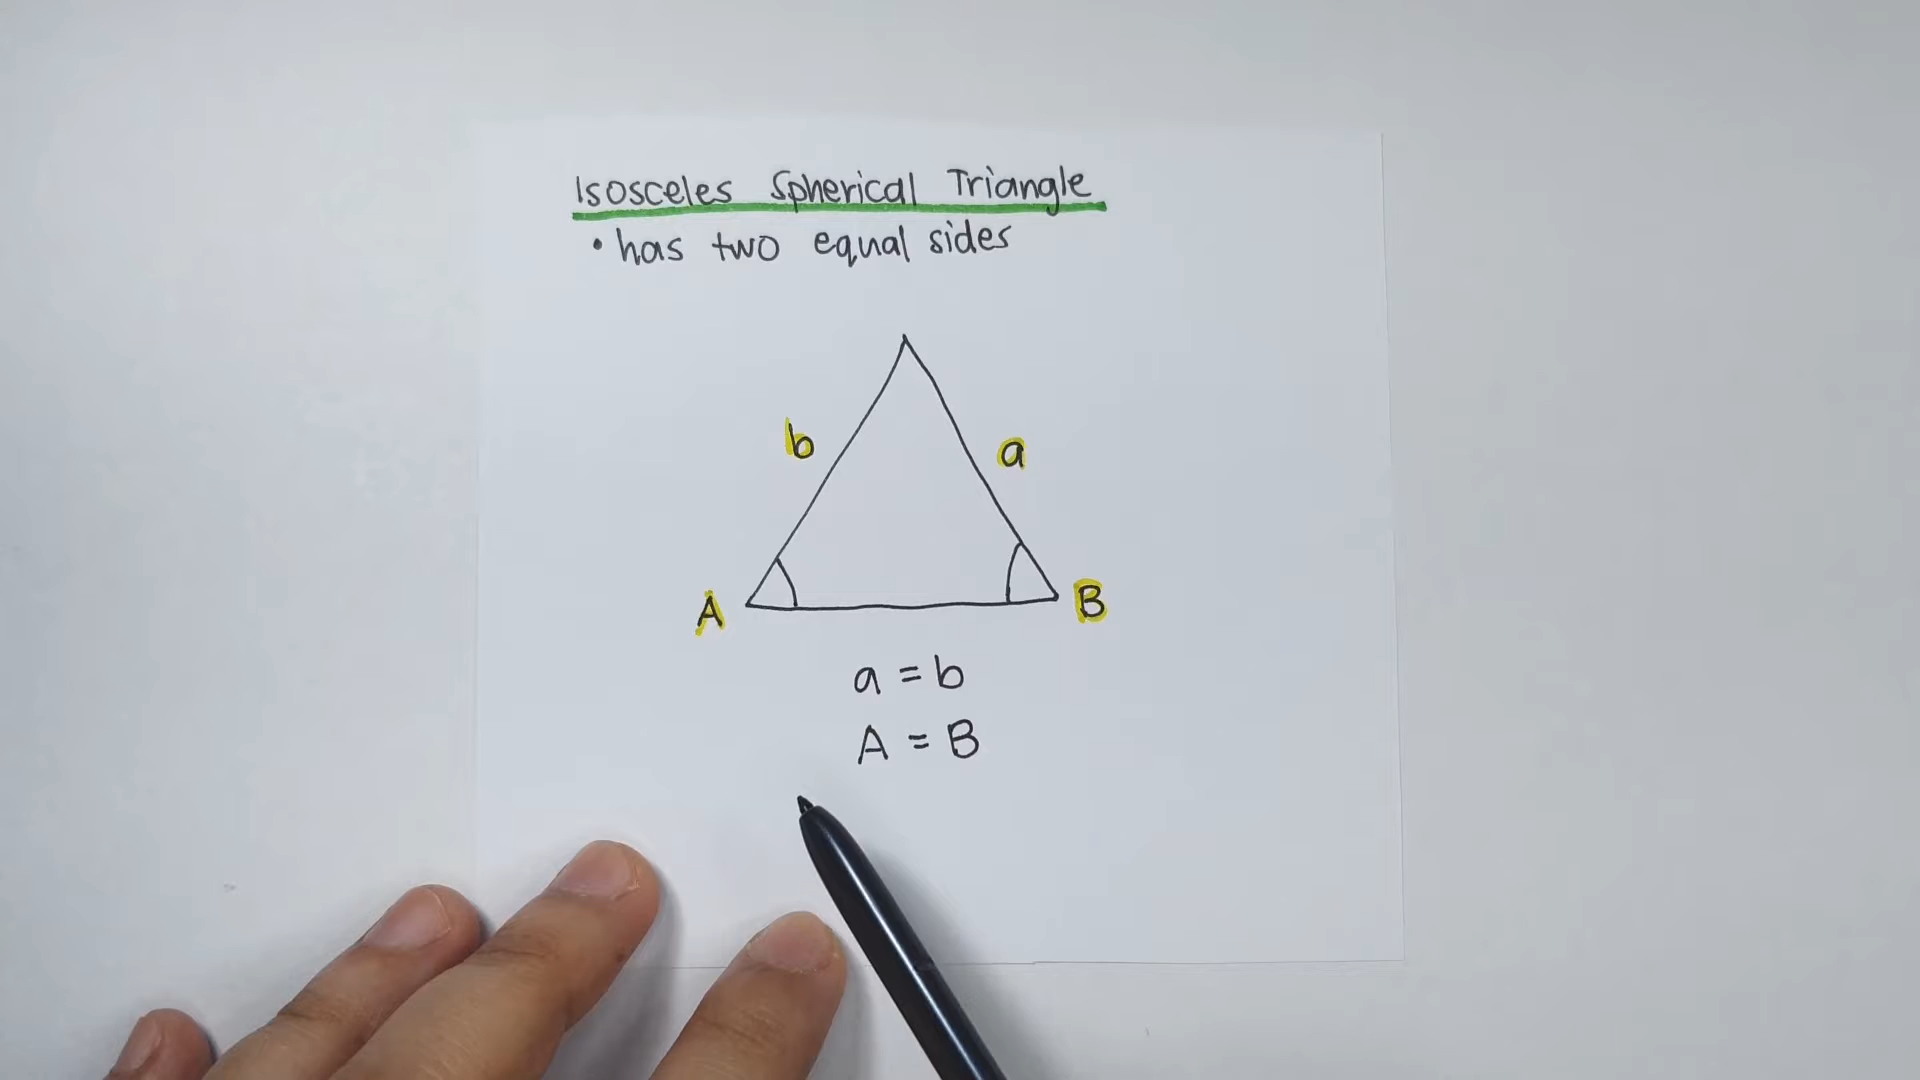 Isosceles Spherical Triangle
• has two equal sides
b
a
A
B
a = b
A = B